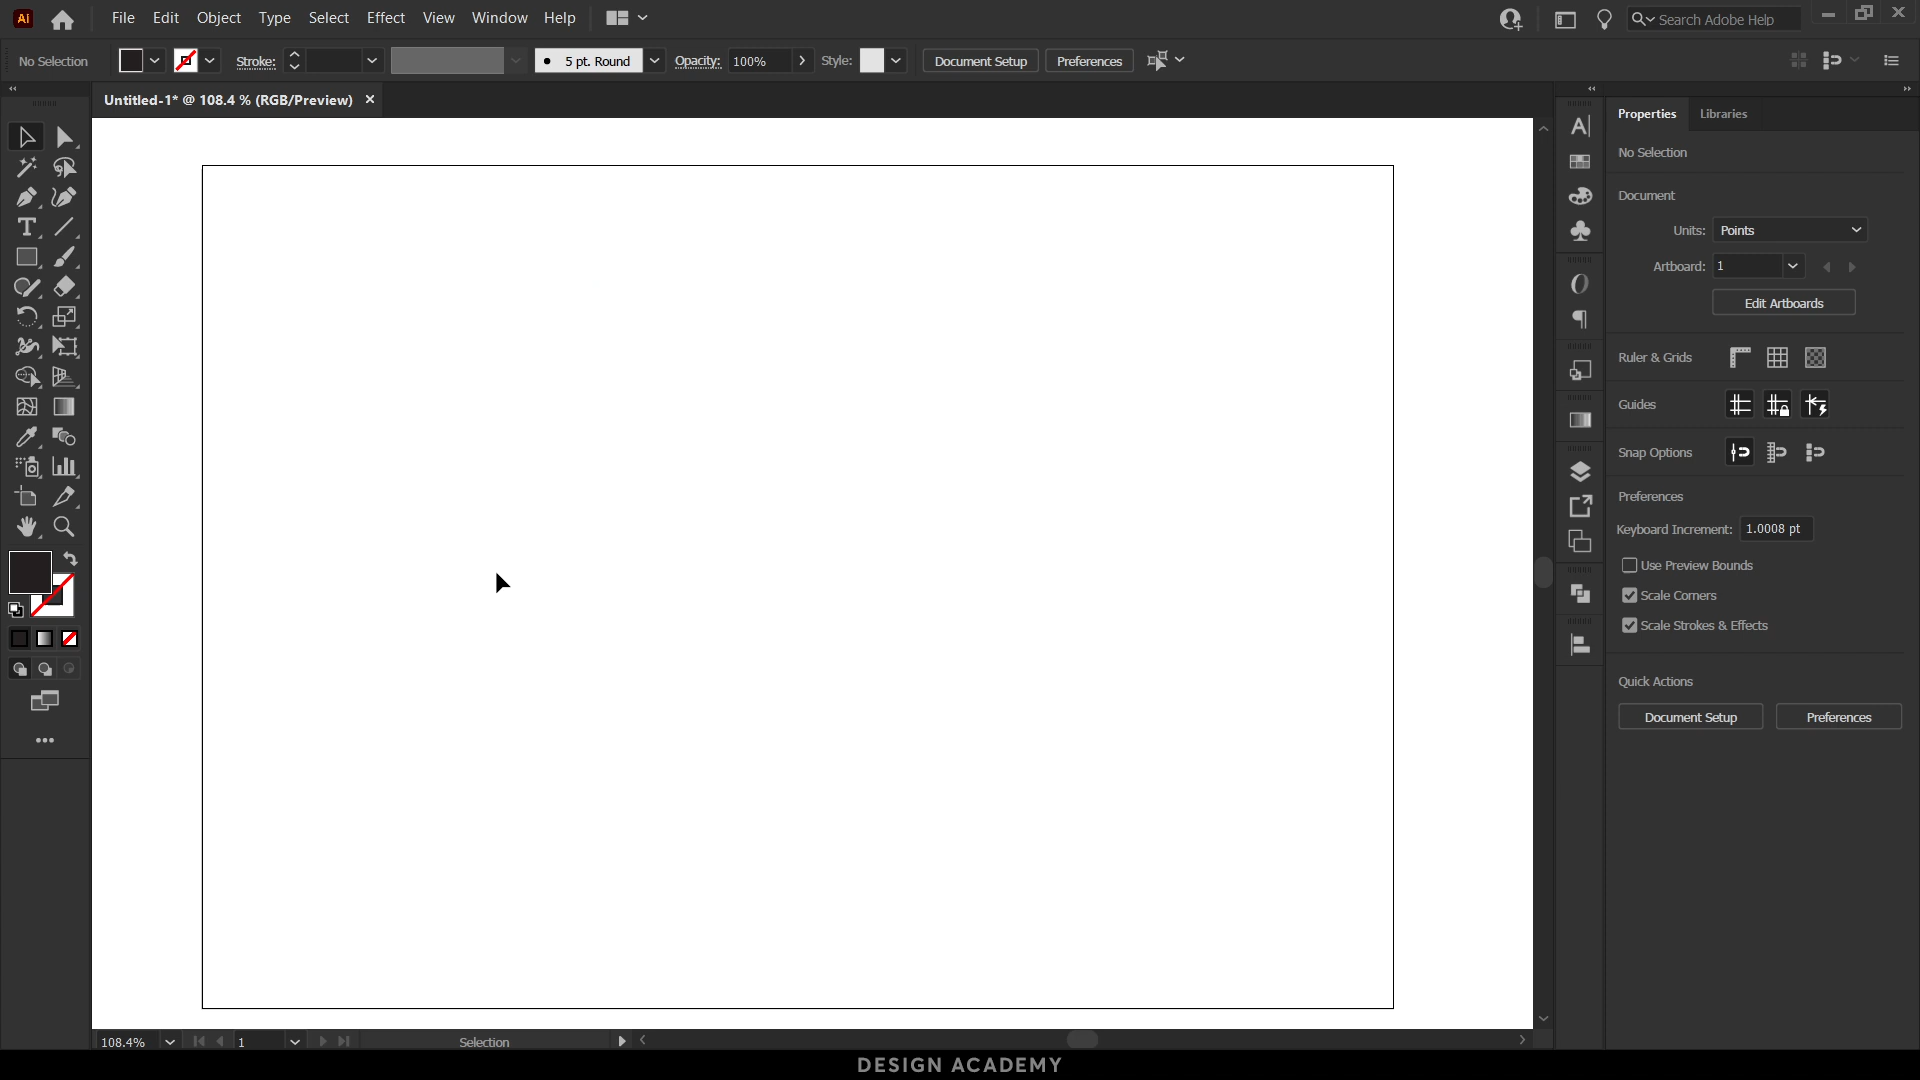 Ai File Edit Object Type Select Effect View Window Help Search Adobe Help
No Selection Stroke: 5 pt. Round Opacity: 100% Style: Document Setup Preferences
Untitled-1* @ 108.4 % (RGB/Preview)
Properties Libraries
No Selection
Document
Units: Points
Artboard: 1
Edit Artboards
Ruler & Grids
Guides
Snap Options
Preferences
Keyboard Increment: 1.0008 pt
Use Preview Bounds
Scale Corners
Scale Strokes & Effects
Quick Actions
Document Setup Preferences
108.4% 1 Selection
DESIGN ACADEMY